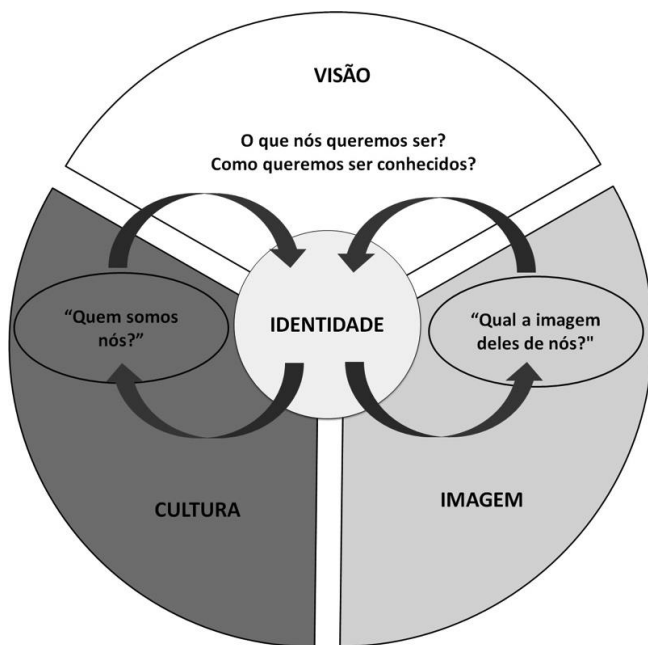 VISÃO
O que nós queremos ser?
Como queremos ser conhecidos?
“Quem somos
nós?”
IDENTIDADE
“Qual a imagem
deles de nós?"
CULTURA
IMAGEM